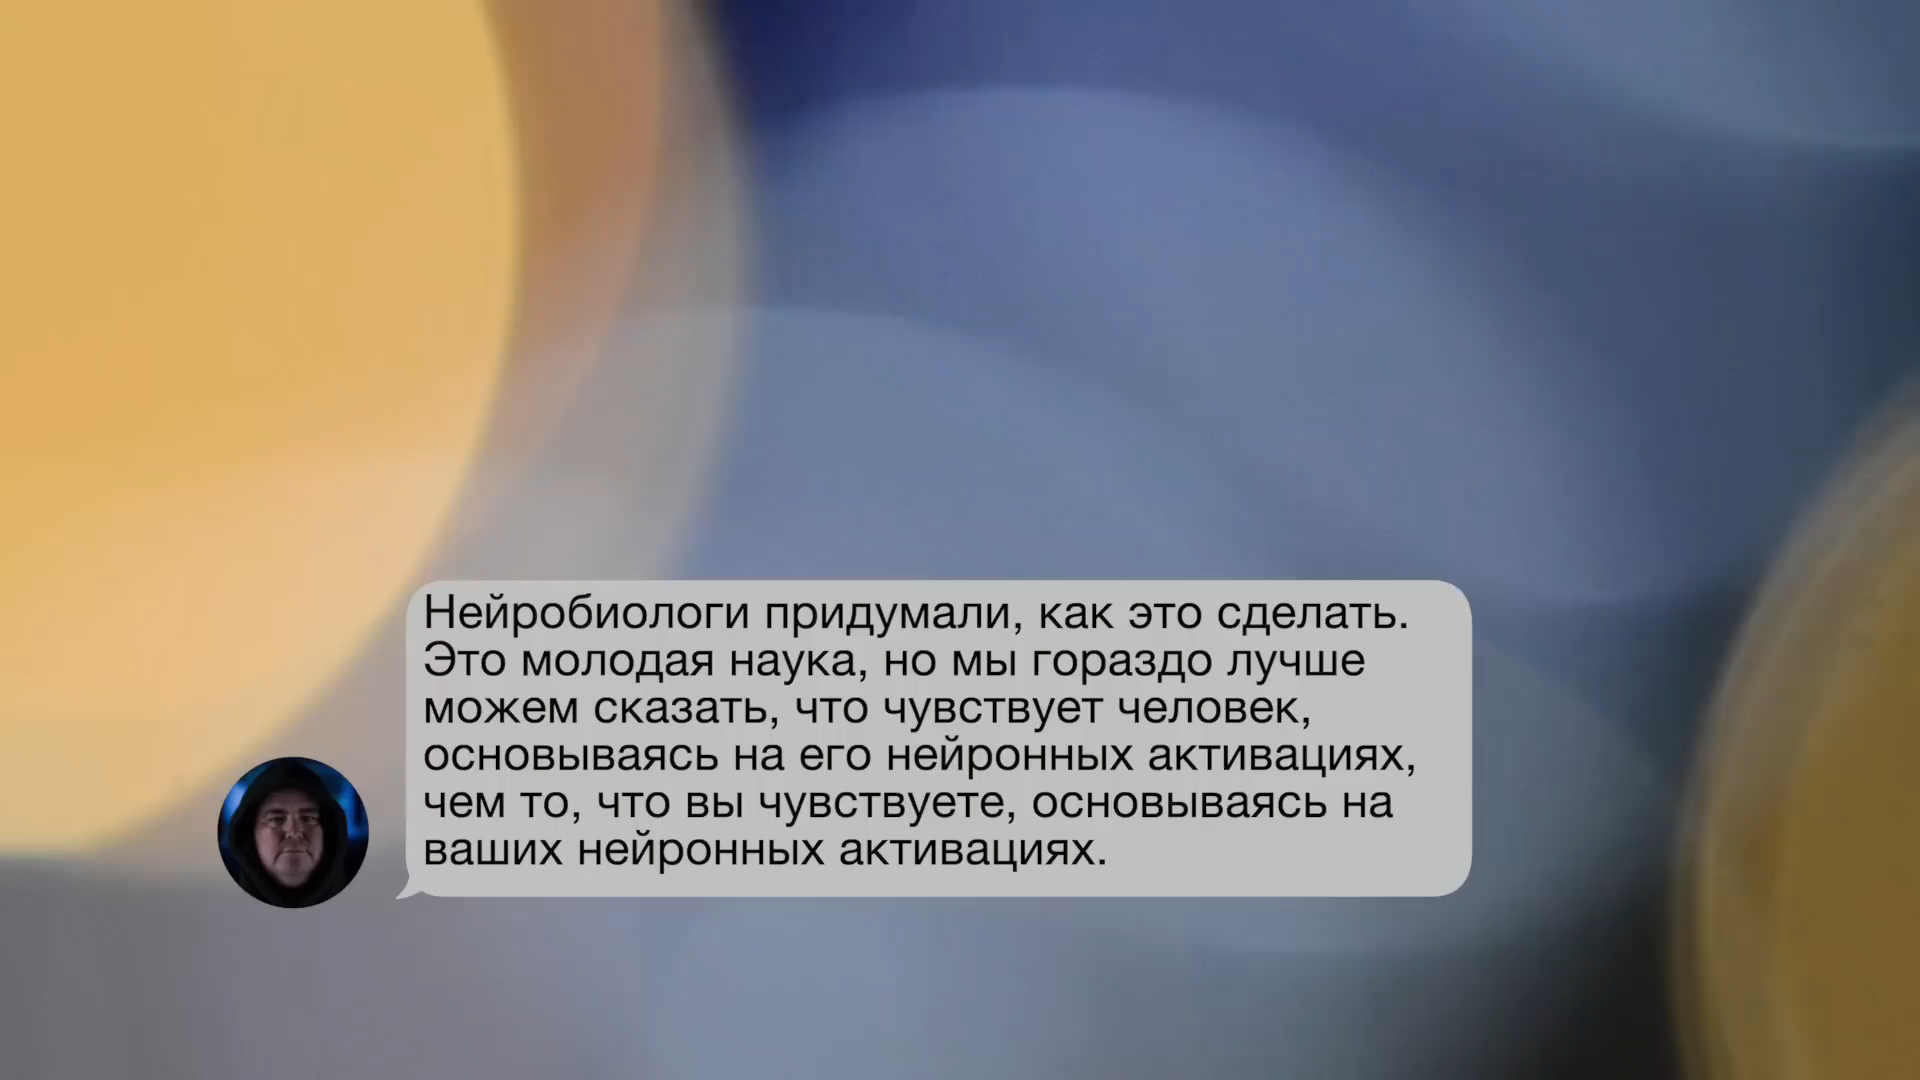 Нейробиологи придумали, как это сделать.
Это молодая наука, но мы гораздо лучше
можем сказать, что чувствует человек,
основываясь на его нейронных активациях,
чем то, что вы чувствуете, основываясь на
ваших нейронных активациях.